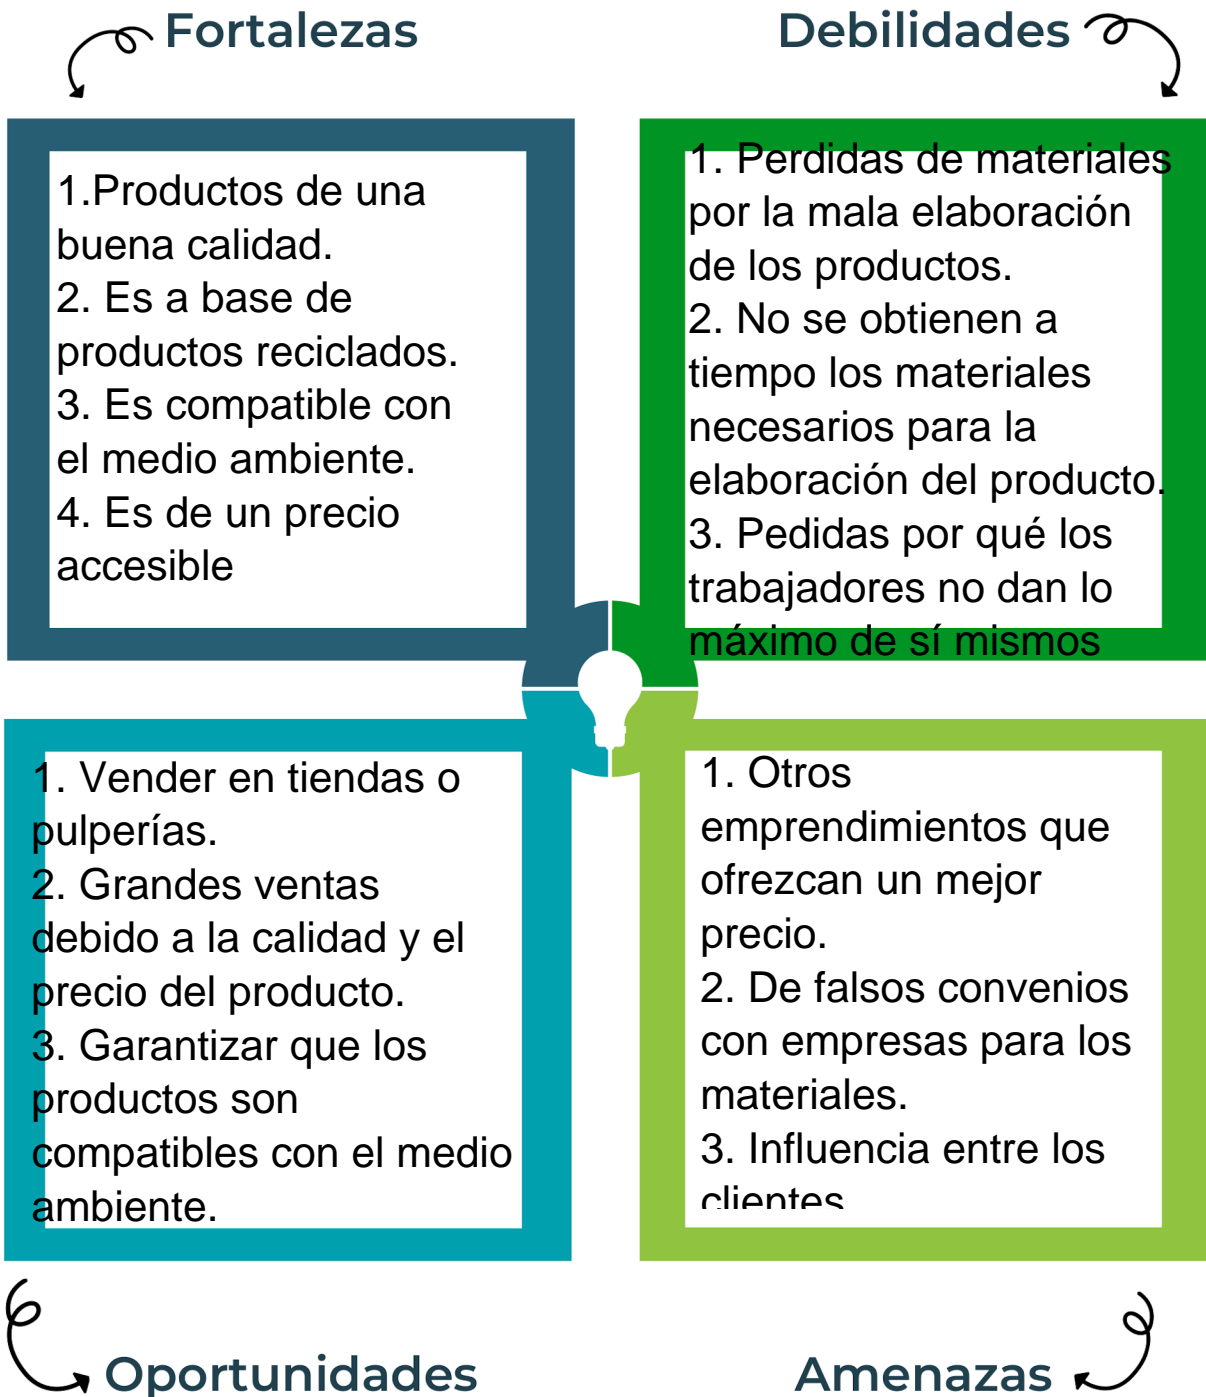 Fortalezas
1.Productos de una
buena calidad.
2. Es a base de
productos reciclados.
3. Es compatible con
el medio ambiente.
4. Es de un precio
accesible
Debilidades
1. Perdidas de materiales
por la mala elaboración
de los productos.
2. No se obtienen a
tiempo los materiales
necesarios para la
elaboración del producto.
3. Pedidas por qué los
trabajadores no dan lo
máximo de sí mismos
1. Vender en tiendas o
pulperías.
2. Grandes ventas
debido a la calidad y el
precio del producto.
3. Garantizar que los
productos son
compatibles con el medio
ambiente.
Oportunidades
1. Otros
emprendimientos que
ofrezcan un mejor
precio.
2. De falsos convenios
con empresas para los
materiales.
3. Influencia entre los
clientes
Amenazas